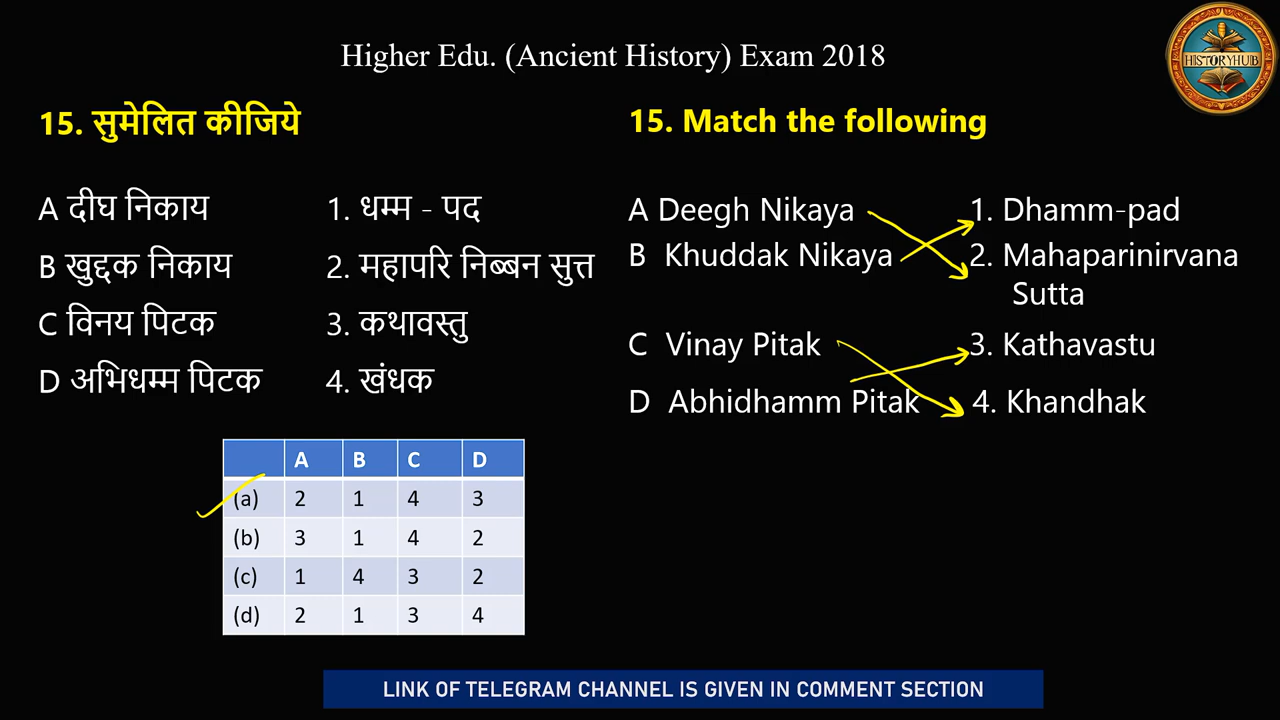 Higher Edu. (Ancient History) Exam 2018
HISTORYHUB
15. सुमेलित कीजिये
A दीघ निकाय 1. धम्म - पद
B खुद्दक निकाय 2. महापरि निब्बन सुत्त
C विनय पिटक 3. कथावस्तु
D अभिधम्म पिटक 4. खंधक
15. Match the following
A Deegh Nikaya 1. Dhamm-pad
B Khuddak Nikaya 2. Mahaparinirvana
Sutta
C Vinay Pitak 3. Kathavastu
D Abhidhamm Pitak 4. Khandhak
A B C D
(a) 2 1 4 3
(b) 3 1 4 2
(c) 1 4 3 2
(d) 2 1 3 4
LINK OF TELEGRAM CHANNEL IS GIVEN IN COMMENT SECTION